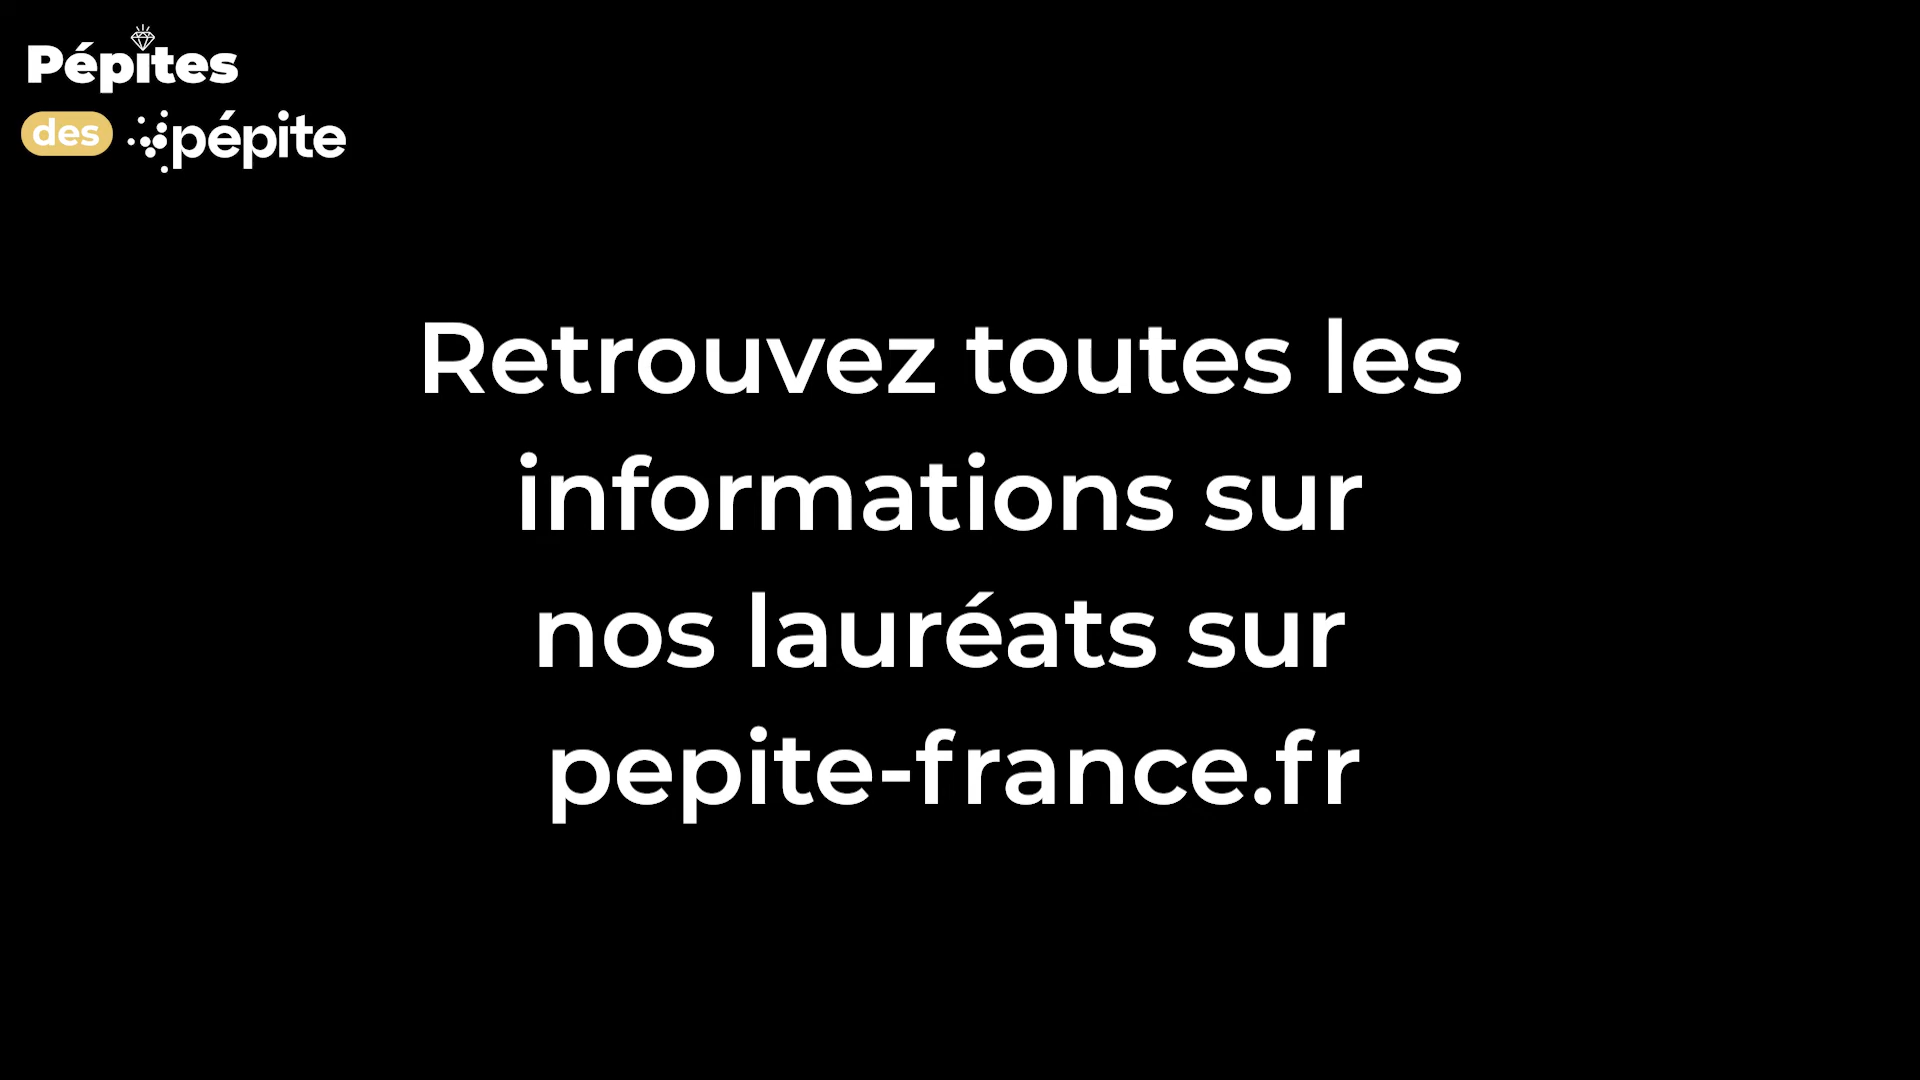 Pépites
des pépite
Retrouvez toutes les
informations sur
nos lauréats sur
pepite-france.fr